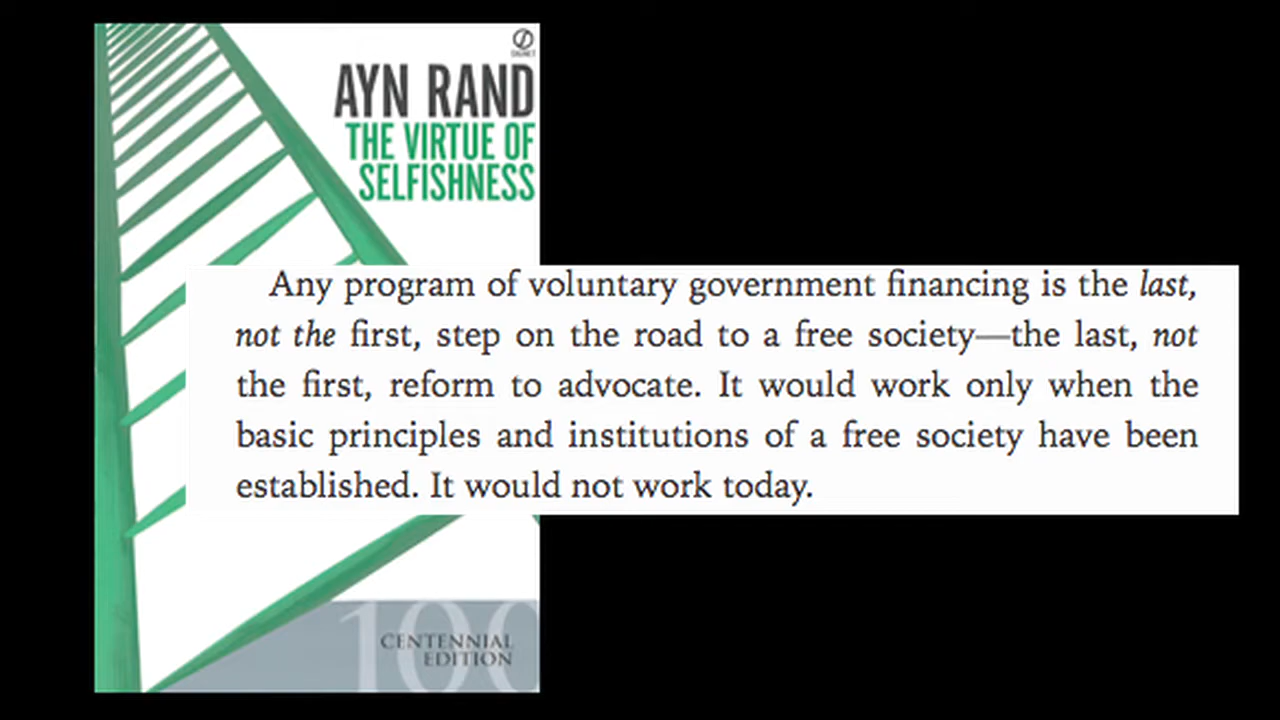 SIGNET
AYN RAND
THE VIRTUE OF
SELFISHNESS
Any program of voluntary government financing is the last,
not the first, step on the road to a free society—the last, not
the first, reform to advocate. It would work only when the
basic principles and institutions of a free society have been
established. It would not work today.
100
CENTENNIAL
EDITION